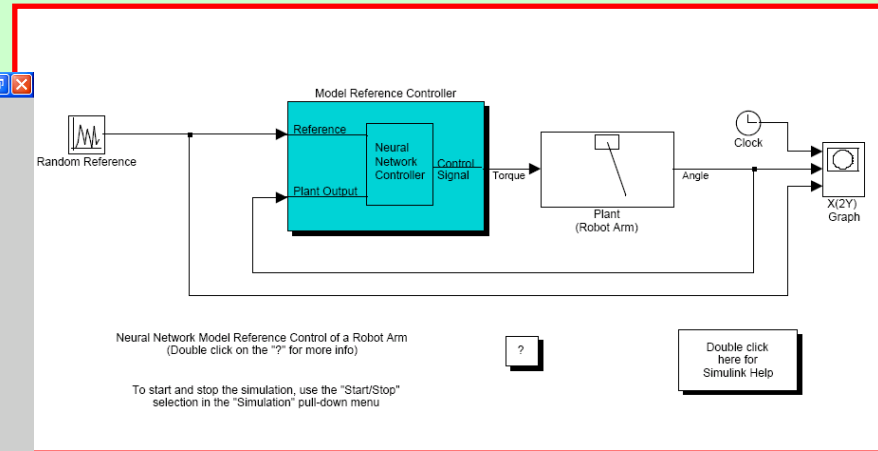 Model Reference Controller
Reference
Neural
Network
Controller
Plant Output
Control
Signal
Random Reference
Torque
Plant
(Robot Arm)
Angle
Clock
X(2Y)
Graph
Neural Network Model Reference Control of a Robot Arm
(Double click on the "?" for more info)
?
Double click
here for
Simulink Help
To start and stop the simulation, use the "Start/Stop"
selection in the "Simulation" pull-down menu